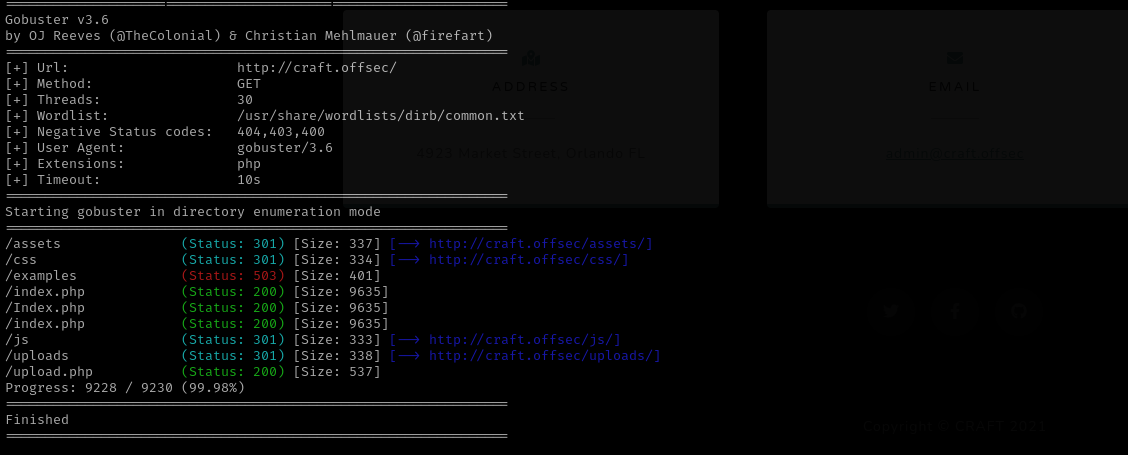 Gobuster v3.6
by OJ Reeves (@TheColonial) & Christian Mehlmauer (@firefart)
[+] Url: http://craft.offsec/
[+] Method: GET
[+] Threads: 30
[+] Wordlist: /usr/share/wordlists/dirb/common.txt
[+] Negative Status codes: 404,403,400
[+] User Agent: gobuster/3.6
[+] Extensions: php
[+] Timeout: 10s
Starting gobuster in directory enumeration mode
/assets (Status: 301) [Size: 337] [--> http://craft.offsec/assets/]
/css (Status: 301) [Size: 334] [--> http://craft.offsec/css/]
/examples (Status: 503) [Size: 401]
/index.php (Status: 200) [Size: 9635]
/Index.php (Status: 200) [Size: 9635]
/index.php (Status: 200) [Size: 9635]
/js (Status: 301) [Size: 333] [--> http://craft.offsec/js/]
/uploads (Status: 301) [Size: 338] [--> http://craft.offsec/uploads/]
/upload.php (Status: 200) [Size: 537]
Progress: 9228 / 9230 (99.98%)
Finished
ADDRESS
4923 Market Street, Orlando FL
EMAIL
admin@craft.offsec
Copyright © CRAFT 2021